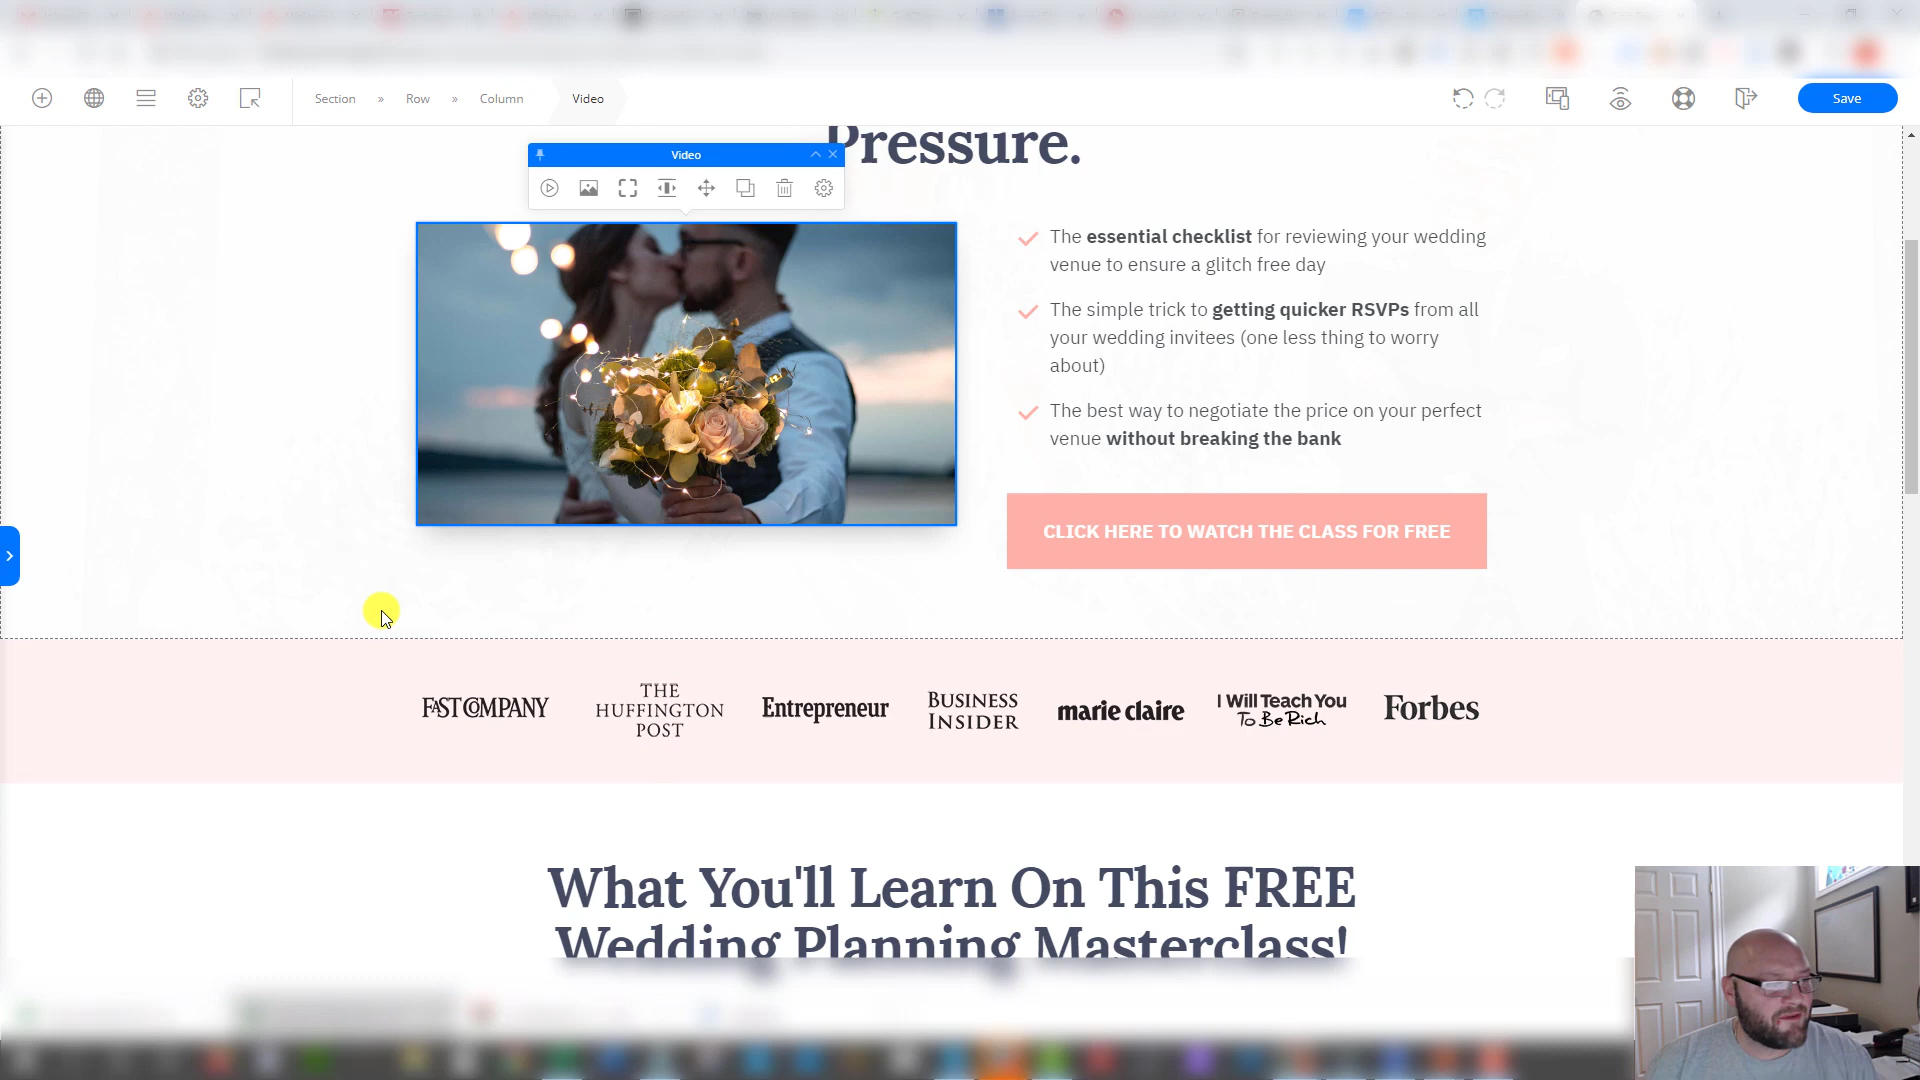 Section » Row » Column Video
Save
Pressure.
Video
The essential checklist for reviewing your wedding
venue to ensure a glitch free day
The simple trick to getting quicker RSVPs from all
your wedding invitees (one less thing to worry
about)
The best way to negotiate the price on your perfect
venue without breaking the bank
CLICK HERE TO WATCH THE CLASS FOR FREE
FAST COMPANY
THE
HUFFINGTON
POST
Entrepreneur
BUSINESS
INSIDER
marie claire
I Will Teach You
To Be Rich
Forbes
What You'll Learn On This FREE
Wedding Planning Masterclass!